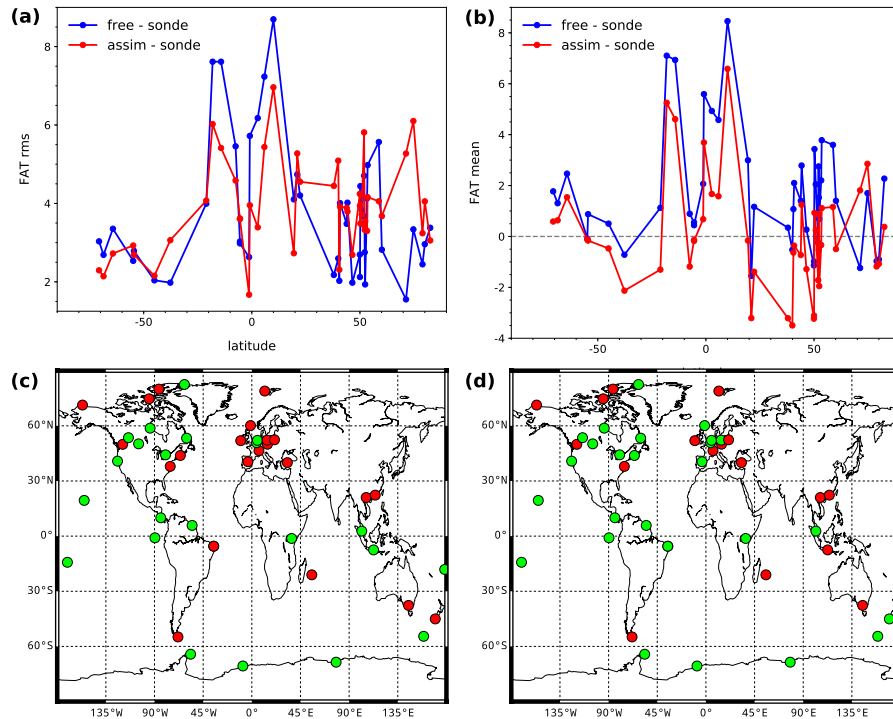 (a)
free - sonde
assim - sonde
8
6
4
2
FAT rms
-50
0
50
latitude
(b)
free - sonde
assim - sonde
8
6
4
2
0
-2
-4
FAT mean
-50
0
50
(c)
60°N
30°N
0°
30°S
60°S
135°W
90°W
45°W
0°
45°E
90°E
135°E
(d)
60°N
30°N
0°
30°S
60°S
135°W
90°W
45°W
0°
45°E
90°E
135°E